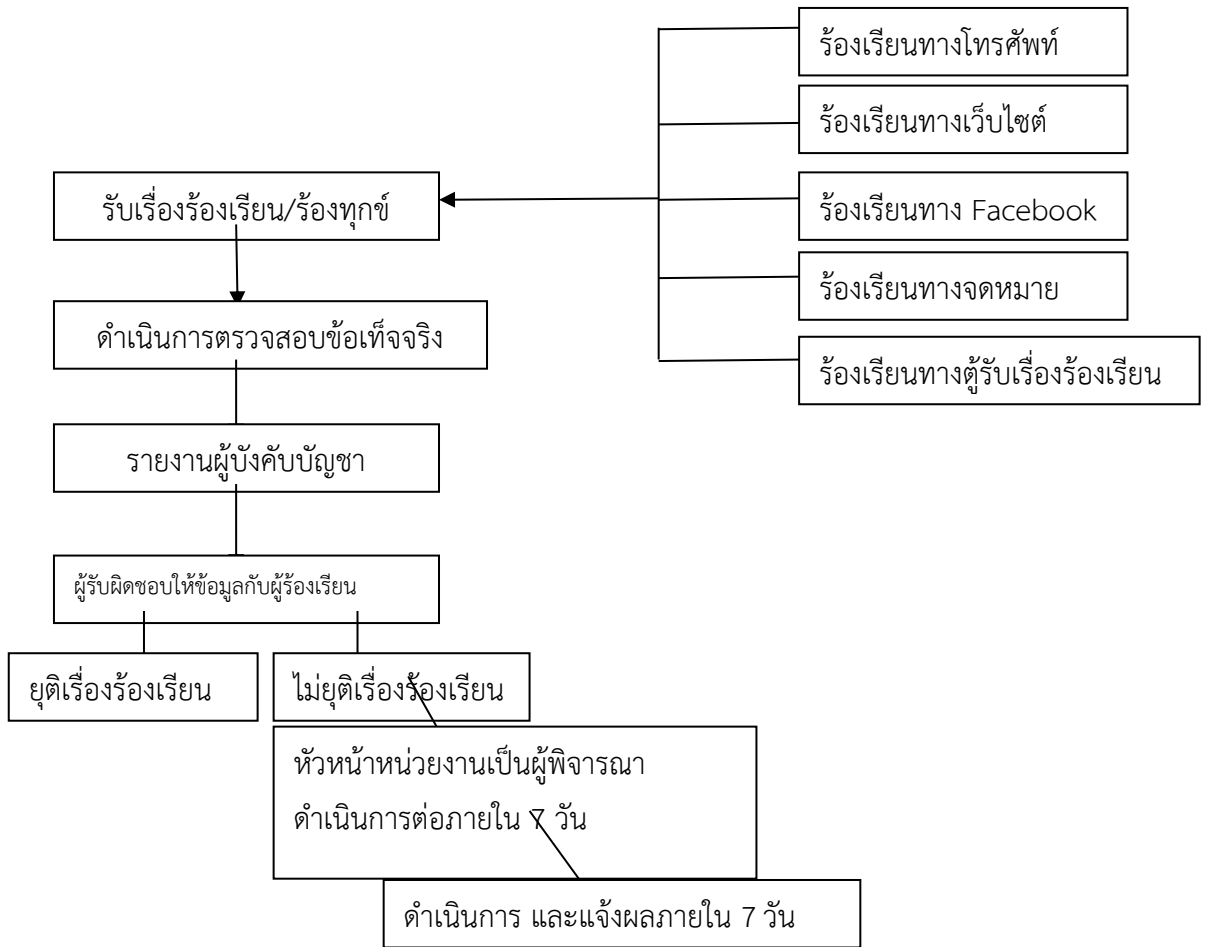 ร้องเรียนทางโทรศัพท์
ร้องเรียนทางเว็บไซต์
ร้องเรียนทาง Facebook
ร้องเรียนทางจดหมาย
ร้องเรียนทางตู้รับเรื่องร้องเรียน
รับเรื่องร้องเรียน/ร้องทุกข์
ดำเนินการตรวจสอบข้อเท็จจริง
รายงานผู้บังคับบัญชา
ผู้รับผิดชอบให้ข้อมูลกับผู้ร้องเรียน
ยุติเรื่องร้องเรียน
ไม่ยุติเรื่องร้องเรียน
หัวหน้าหน่วยงานเป็นผู้พิจารณา
ดำเนินการต่อภายใน 7 วัน
ดำเนินการ และแจ้งผลภายใน 7 วัน